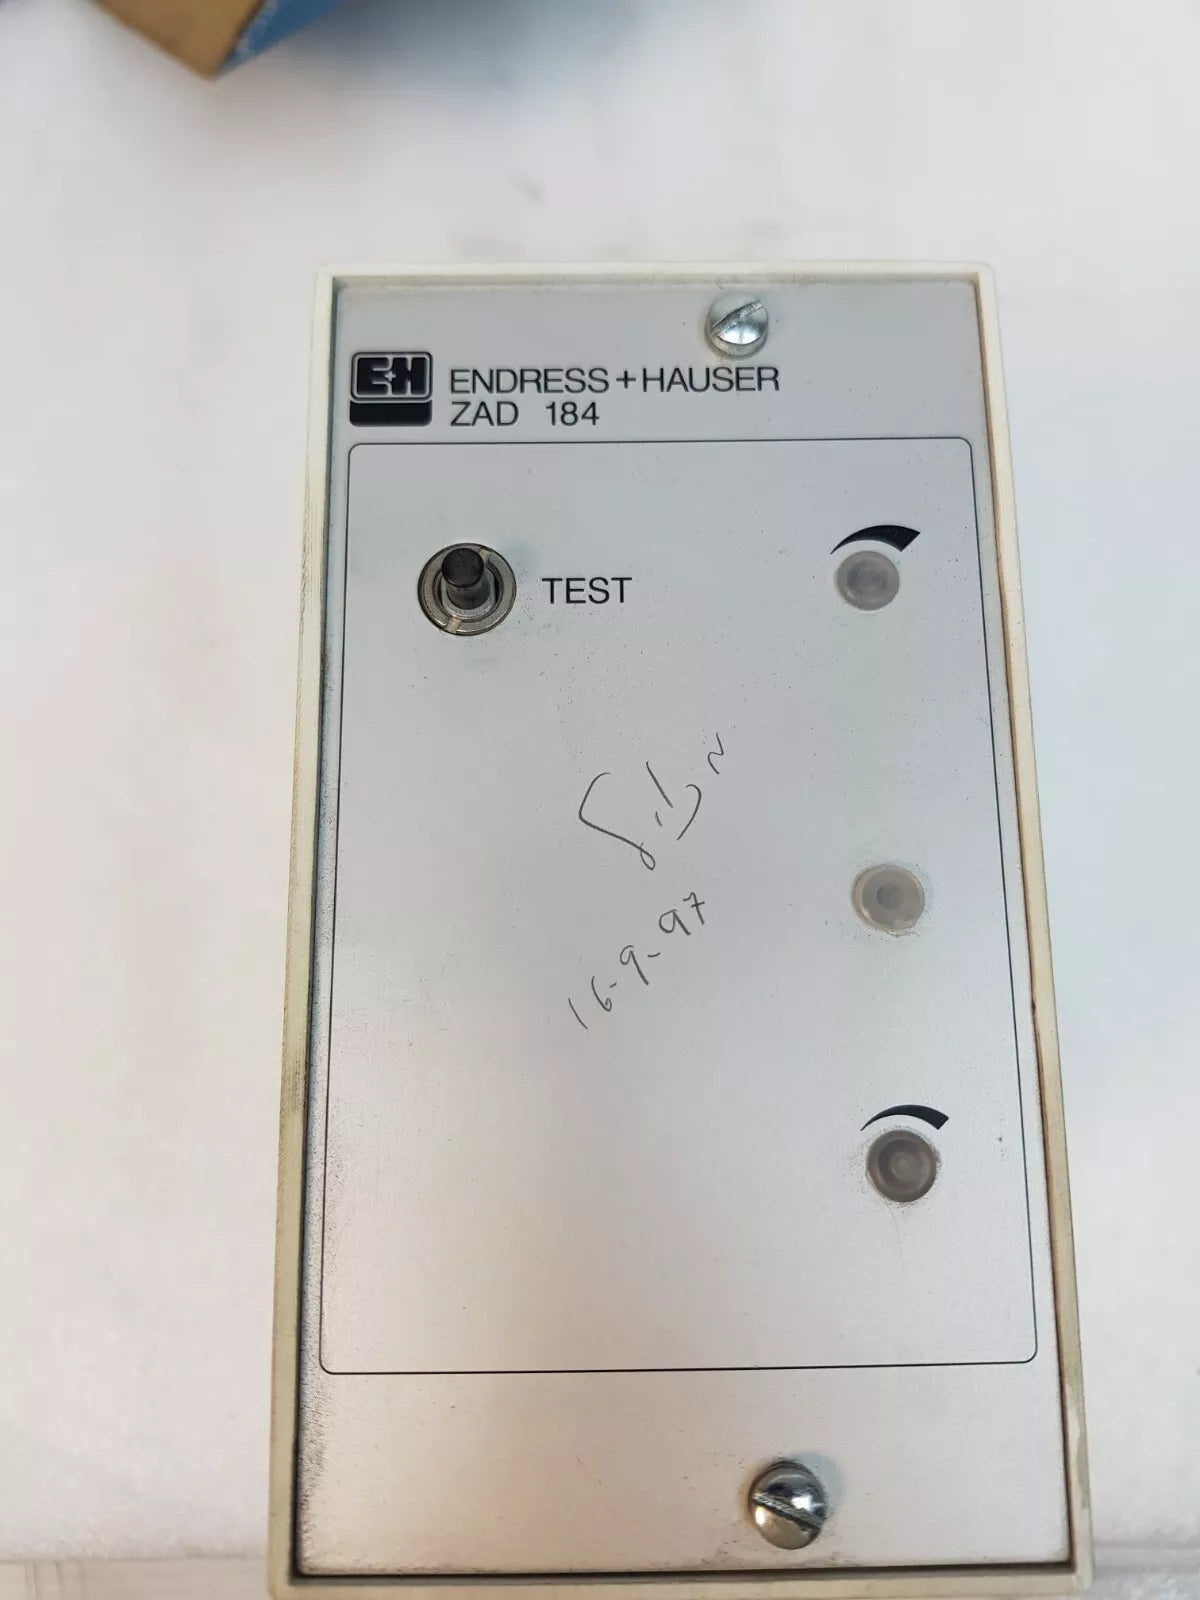 E+H ENDRESS+HAUSER
ZAD 184
TEST
16-9-97